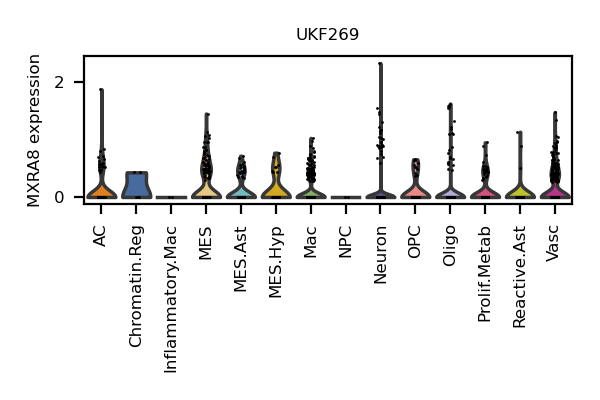 UKF269
MXRA8 expression
2
0
AC
Chromatin.Reg
Inflammatory.Mac
MES
MES.Ast
MES.Hyp
Mac
NPC
Neuron
OPC
Oligo
Prolif.Metab
Reactive.Ast
Vasc